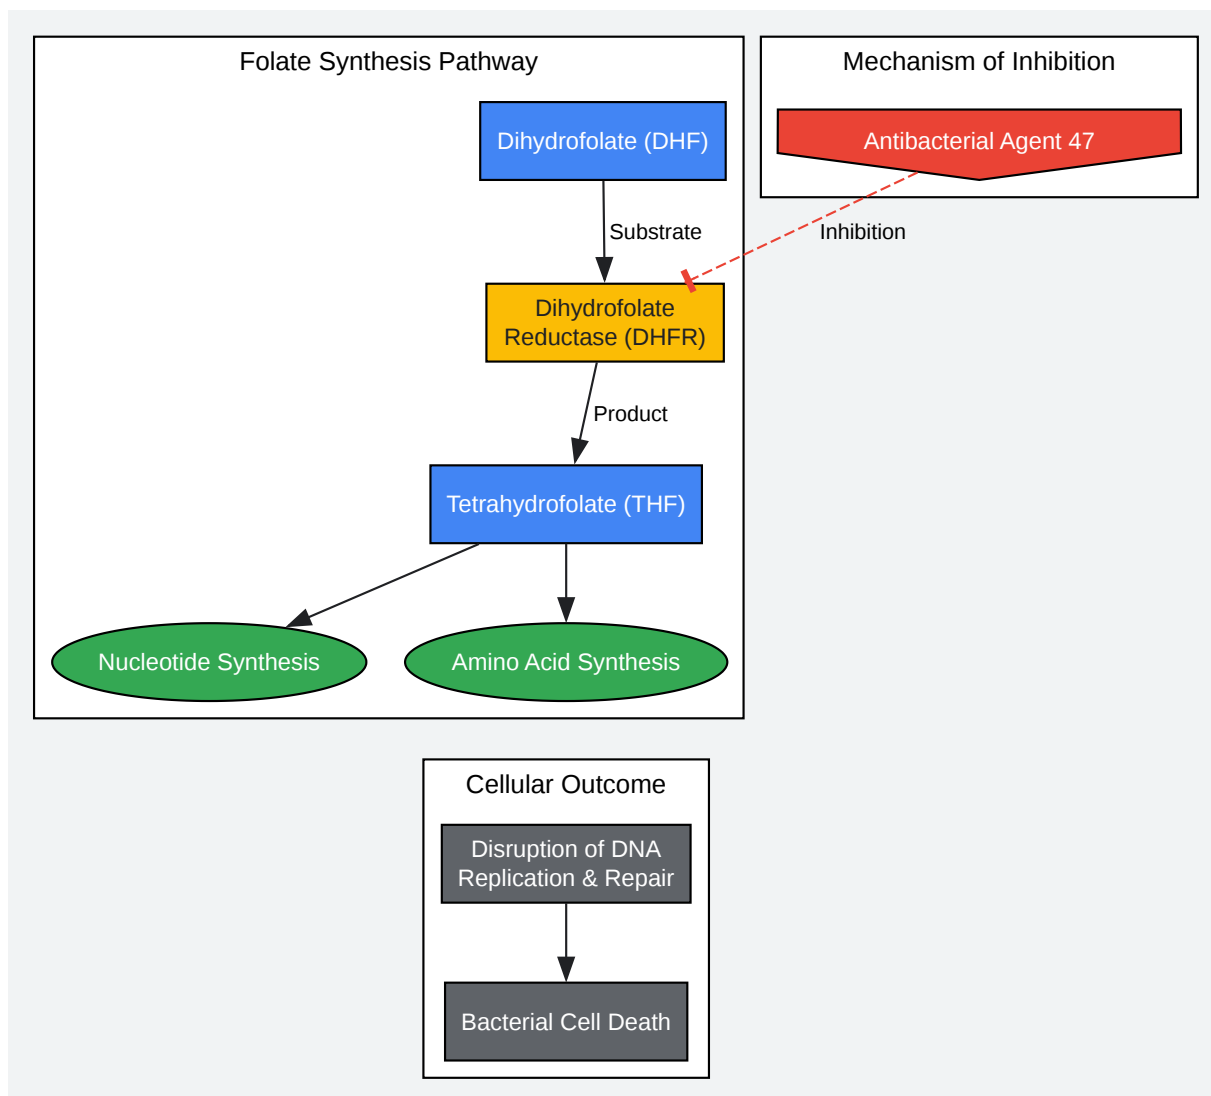 Folate Synthesis Pathway
Dihydrofolate (DHF)
Substrate
Dihydrofolate
Reductase (DHFR)
Product
Tetrahydrofolate (THF)
Nucleotide Synthesis
Amino Acid Synthesis
Mechanism of Inhibition
Antibacterial Agent 47
Inhibition
Cellular Outcome
Disruption of DNA
Replication & Repair
Bacterial Cell Death